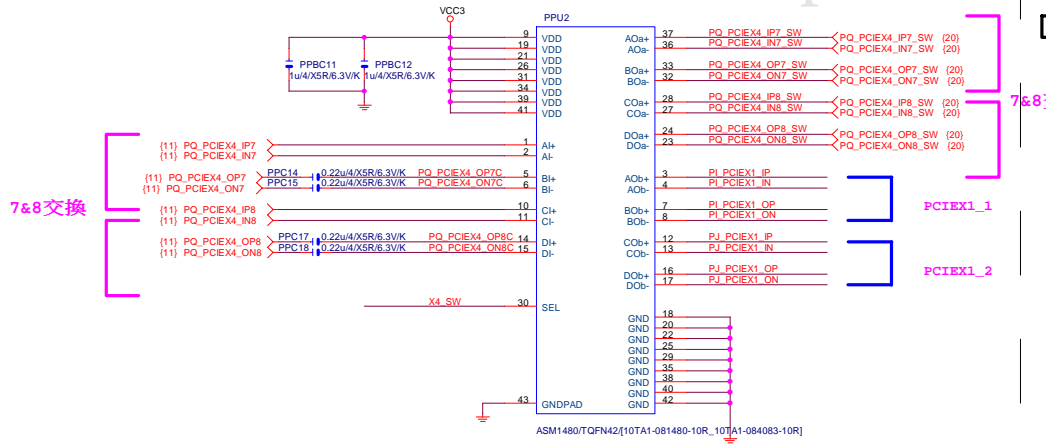 VCC3
PPU2
PPBC11
1u/4/X5R/6.3V/K
PPBC12
1u/4/X5R/6.3V/K
9 VDD
19 VDD
21 VDD
26 VDD
31 VDD
34 VDD
39 VDD
41 VDD
AOa+ 37 PQ_PCIEX4_IP7_SW PQ_PCIEX4_IP7_SW {20}
AOa- 36 PQ_PCIEX4_IN7_SW PQ_PCIEX4_IN7_SW {20}
BOa+ 33 PQ_PCIEX4_OP7_SW PQ_PCIEX4_OP7_SW {20}
BOa- 32 PQ_PCIEX4_ON7_SW PQ_PCIEX4_ON7_SW {20}
COa+ 28 PQ_PCIEX4_IP8_SW PQ_PCIEX4_IP8_SW {20}
COa- 27 PQ_PCIEX4_IN8_SW PQ_PCIEX4_IN8_SW {20}
DOa+ 24 PQ_PCIEX4_OP8_SW PQ_PCIEX4_OP8_SW {20}
DOa- 23 PQ_PCIEX4_ON8_SW PQ_PCIEX4_ON8_SW {20}
7&8
{11} PQ_PCIEX4_IP7 1 AI+
{11} PQ_PCIEX4_IN7 2 AI-
{11} PQ_PCIEX4_OP7 PPC14 0.22u/4/X5R/6.3V/K PQ_PCIEX4_OP7C 5 BI+
{11} PQ_PCIEX4_ON7 PPC15 0.22u/4/X5R/6.3V/K PQ_PCIEX4_ON7C 6 BI-
7&8交換
{11} PQ_PCIEX4_IP8 10 CI+
{11} PQ_PCIEX4_IN8 11 CI-
{11} PQ_PCIEX4_OP8 PPC17 0.22u/4/X5R/6.3V/K PQ_PCIEX4_OP8C 14 DI+
{11} PQ_PCIEX4_ON8 PPC18 0.22u/4/X5R/6.3V/K PQ_PCIEX4_ON8C 15 DI-
AOb+ 3 PI_PCIEX1_IP
AOb- 4 PI_PCIEX1_IN
BOb+ 7 PI_PCIEX1_OP
BOb- 8 PI_PCIEX1_ON
PCIEX1_1
COb+ 12 PJ_PCIEX1_IP
COb- 13 PJ_PCIEX1_IN
DOb+ 16 PJ_PCIEX1_OP
DOb- 17 PJ_PCIEX1_ON
PCIEX1_2
X4_SW 30 SEL
GND 18
GND 20
GND 22
GND 25
GND 29
GND 35
GND 38
GND 40
GND 42
43 GNDPAD
ASM1480/TQFN42/[10TA1-081480-10R_10TA1-084083-10R]